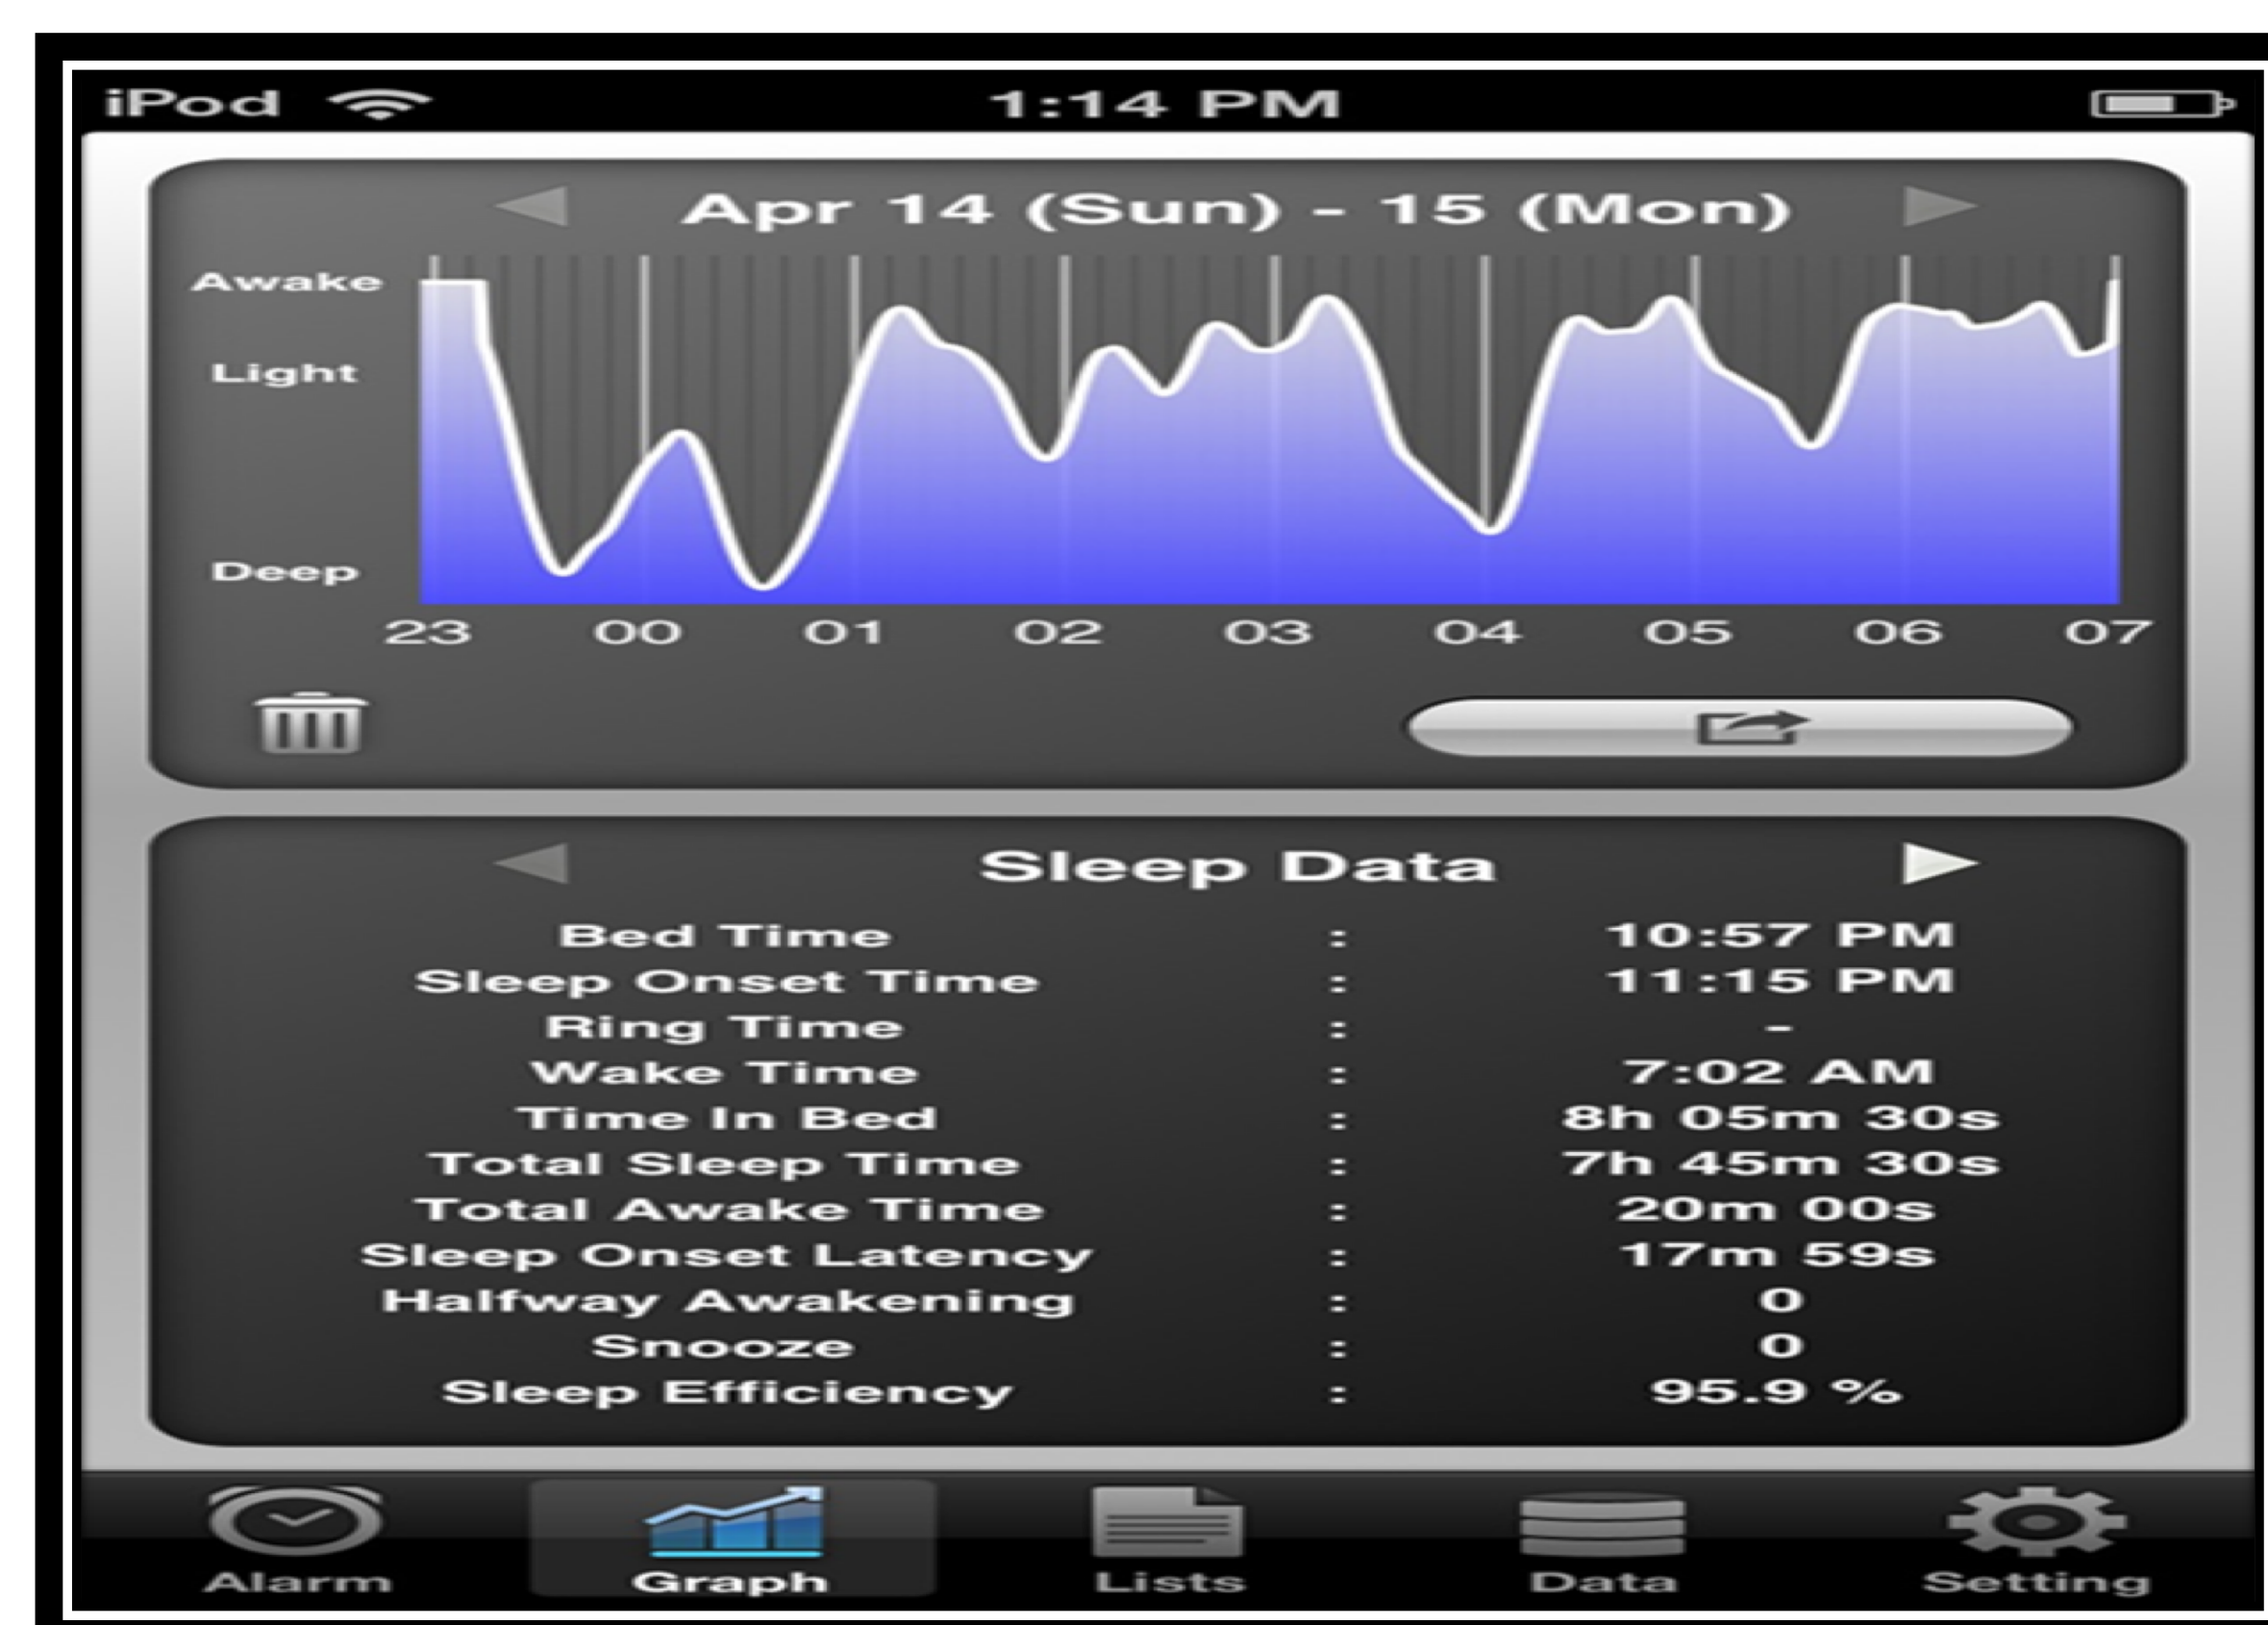 iPod 1:14 PM
Apr 14 (Sun) - 15 (Mon)
Awake
Light
Deep
23 00 01 02 03 04 05 06 07
Sleep Data
Bed Time : 10:57 PM
Sleep Onset Time : 11:15 PM
Ring Time : -
Wake Time : 7:02 AM
Time In Bed : 8h 05m 30s
Total Sleep Time : 7h 45m 30s
Total Awake Time : 20m 00s
Sleep Onset Latency : 17m 59s
Halfway Awakening : 0
Snooze : 0
Sleep Efficiency : 95.9 %
Alarm Graph Lists Data Setting